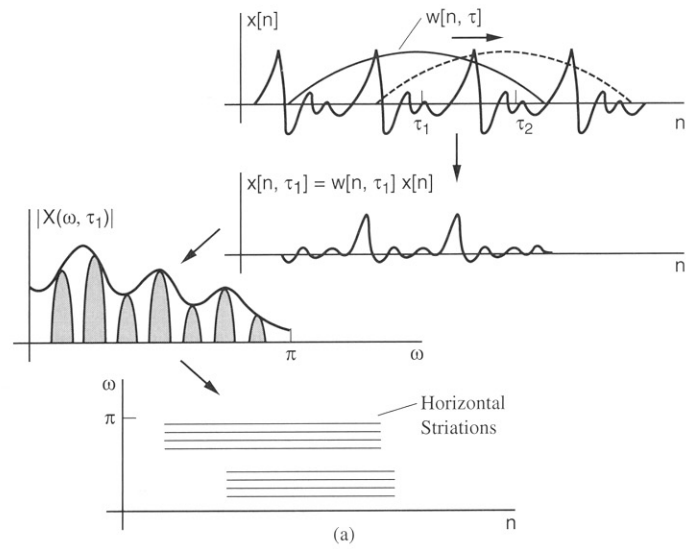 x[n]
w[n, τ]
τ₁
τ₂
n
x[n, τ₁] = w[n, τ₁] x[n]
n
|X(ω, τ₁)|
π
ω
ω
π
Horizontal
Striations
n
(a)